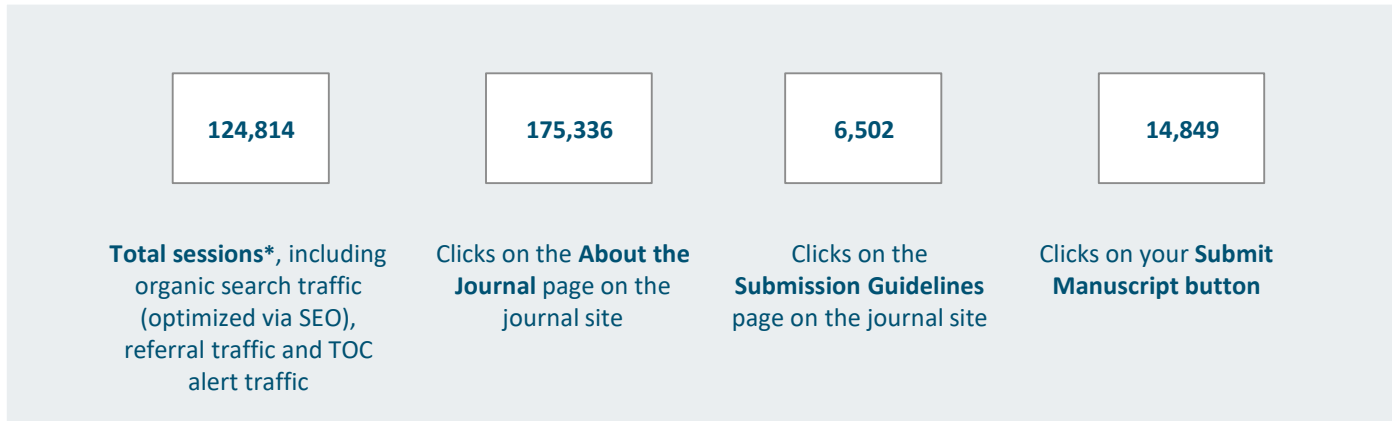 124,814
175,336
6,502
14,849
Total sessions*, including
organic search traffic
(optimized via SEO),
referral traffic and TOC
alert traffic
Clicks on the About the
Journal page on the
journal site
Clicks on the
Submission Guidelines
page on the journal site
Clicks on your Submit
Manuscript button